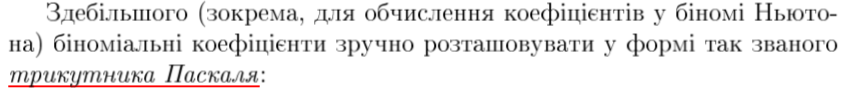 Здебільшого (зокрема, для обчислення коефіцієнтів у біномі Ньюто-
на) біноміальні коефіцієнти зручно розташовувати у формі так званого
трикутника Паскаля: